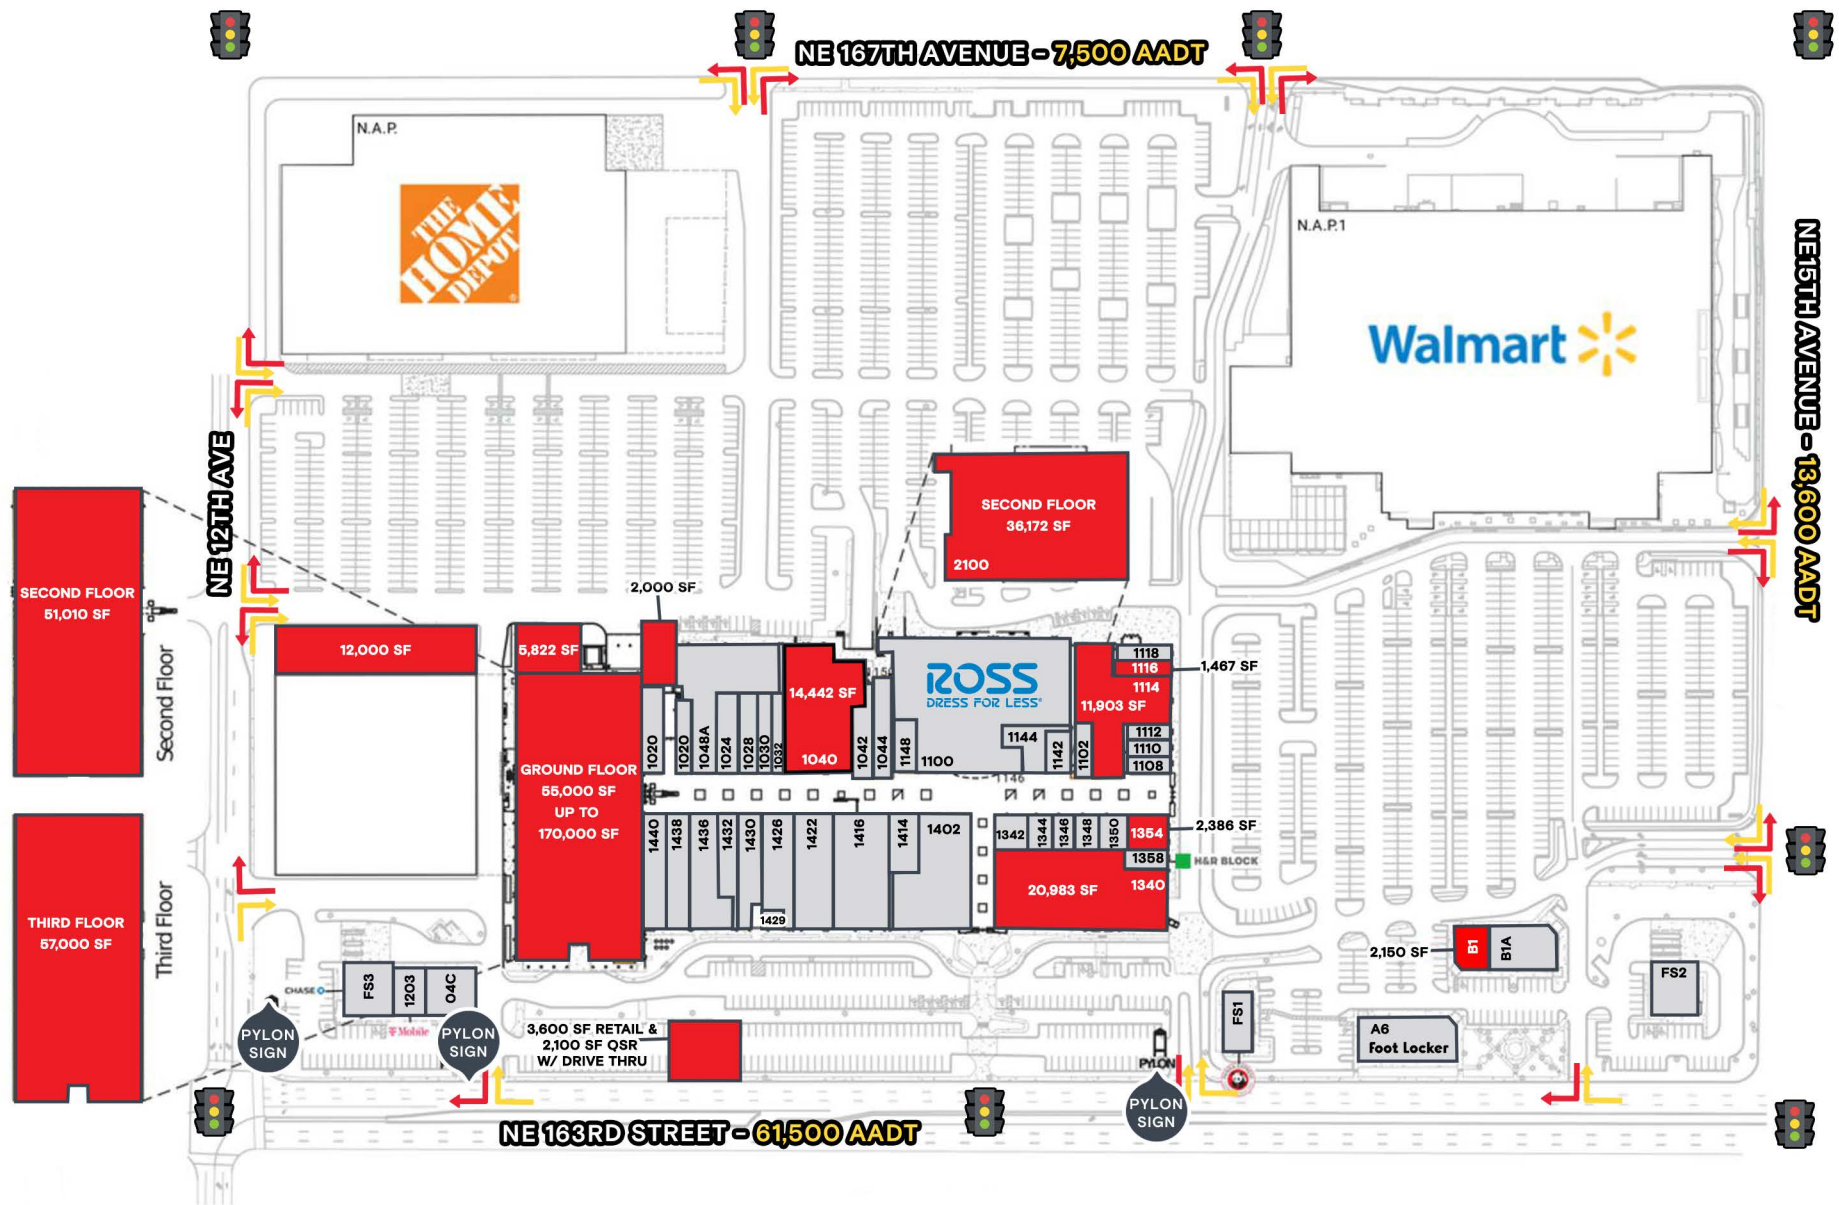 NE 167TH AVENUE - 7,500 AADT
N.A.P.
THE HOME DEPOT
N.A.P.1
Walmart
NE15TH AVENUE - 13,600 AADT
NE 12TH AVE
SECOND FLOOR
36,172 SF
2100
SECOND FLOOR
51,010 SF
Second Floor
THIRD FLOOR
57,000 SF
Third Floor
2,000 SF
12,000 SF
5,822 SF
GROUND FLOOR
55,000 SF
UP TO
170,000 SF
1020
1020
1048A
1024
1028
1030
1032
14,442 SF
1040
1042
1044
1148
1100
ROSS
DRESS FOR LESS
1144
1142
1146
1102
11,903 SF
1114
1118
1116
1,467 SF
1112
1110
1108
1440
1438
1436
1432
1430
1426
1429
1422
1416
1414
1402
1342
1344
1346
1348
1350
1354
2,386 SF
1358
H&R BLOCK
20,983 SF
1340
2,150 SF
B1
B1A
FS2
FS1
A6
Foot Locker
CHASE
FS3
1203
04C
T Mobile
PYLON
SIGN
PYLON
SIGN
3,600 SF RETAIL &
2,100 SF QSR
W/ DRIVE THRU
PYLON
PYLON
SIGN
NE 163RD STREET - 61,500 AADT